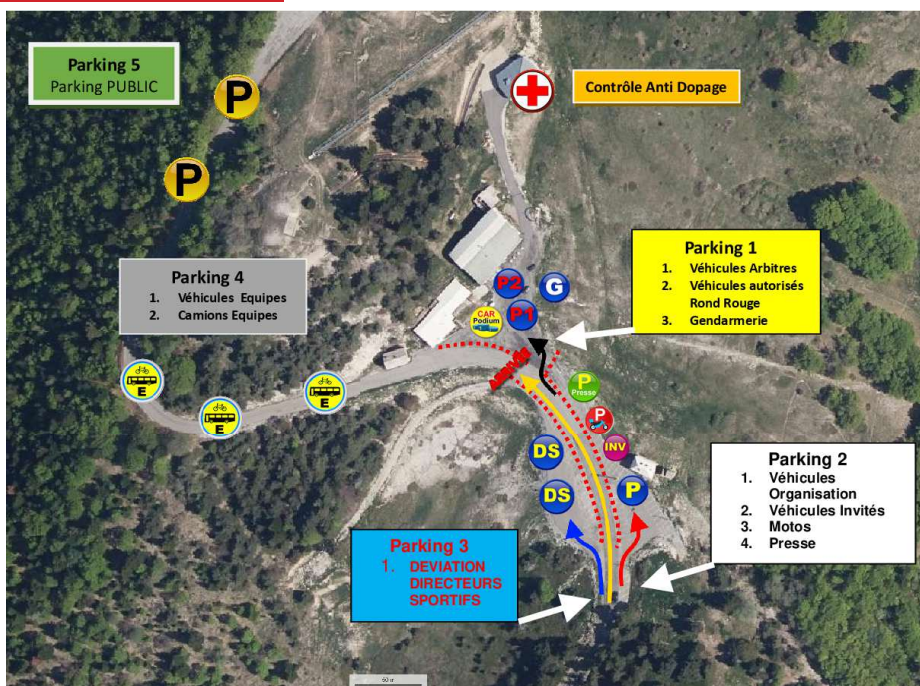 Parking 5
Parking PUBLIC
P
P
Contrôle Anti Dopage
Parking 1
1. Véhicules Arbitres
2. Véhicules autorisés
Rond Rouge
3. Gendarmerie
Parking 4
1. Véhicules Equipes
2. Camions Equipes
P2
G
P1
CAR
Podium
Arrivée
E
E
E
P
Presse
P
INV
DS
DS
P
Parking 2
1. Véhicules
Organisation
2. Véhicules Invités
3. Motos
4. Presse
Parking 3
1. DEVIATION
DIRECTEURS
SPORTIFS